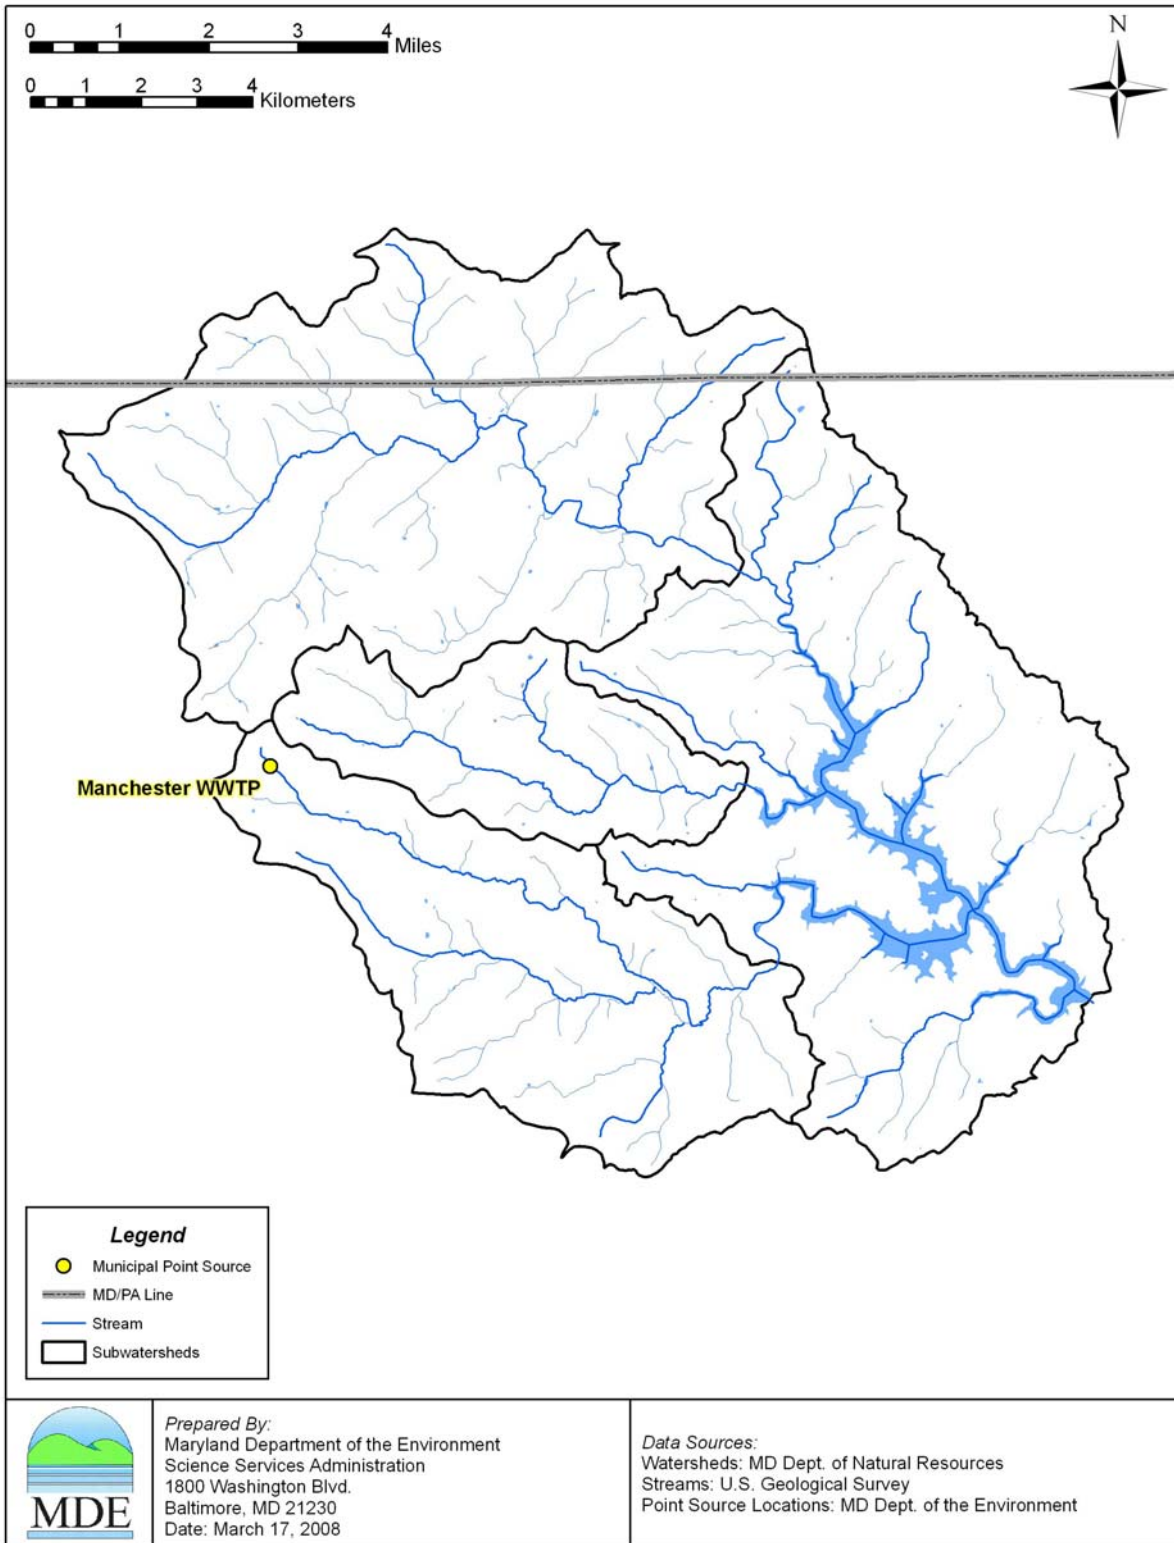 0 1 2 3 4 Miles
0 1 2 3 4 Kilometers
N
Manchester WWTP
Legend
Municipal Point Source
MD/PA Line
Stream
Subwatersheds
MDE
Prepared By:
Maryland Department of the Environment
Science Services Administration
1800 Washington Blvd.
Baltimore, MD 21230
Date: March 17, 2008
Data Sources:
Watersheds: MD Dept. of Natural Resources
Streams: U.S. Geological Survey
Point Source Locations: MD Dept. of the Environment